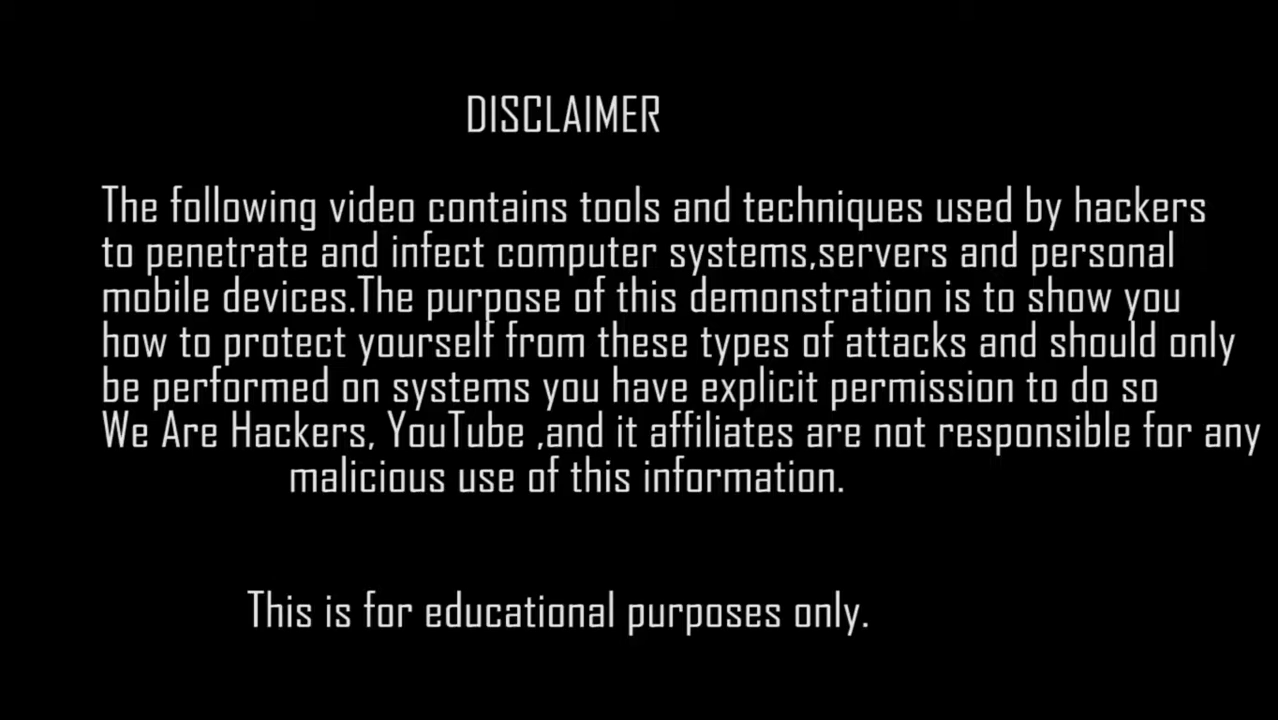 DISCLAIMER
The following video contains tools and techniques used by hackers
to penetrate and infect computer systems,servers and personal
mobile devices.The purpose of this demonstration is to show you
how to protect yourself from these types of attacks and should only
be performed on systems you have explicit permission to do so
We Are Hackers, YouTube ,and it affiliates are not responsible for any
malicious use of this information.
This is for educational purposes only.